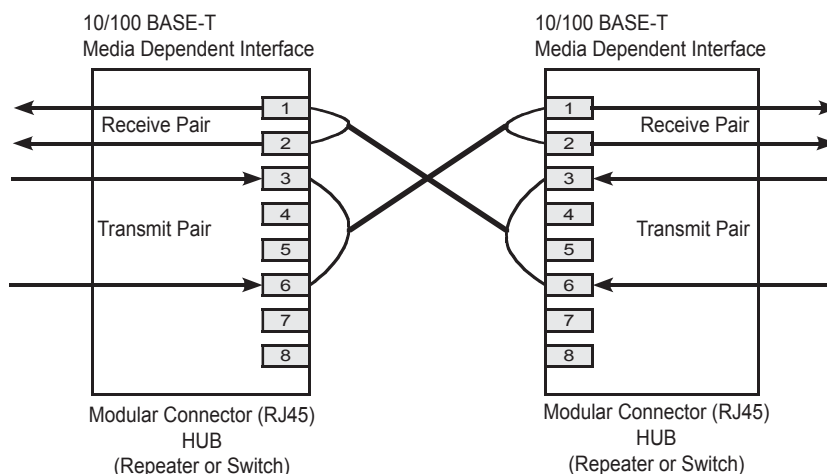 10/100 BASE-T
Media Dependent Interface
1
Receive Pair
2
3
4
Transmit Pair
5
6
7
8
Modular Connector (RJ45)
HUB
(Repeater or Switch)
10/100 BASE-T
Media Dependent Interface
1
Receive Pair
2
3
4
Transmit Pair
5
6
7
8
Modular Connector (RJ45)
HUB
(Repeater or Switch)